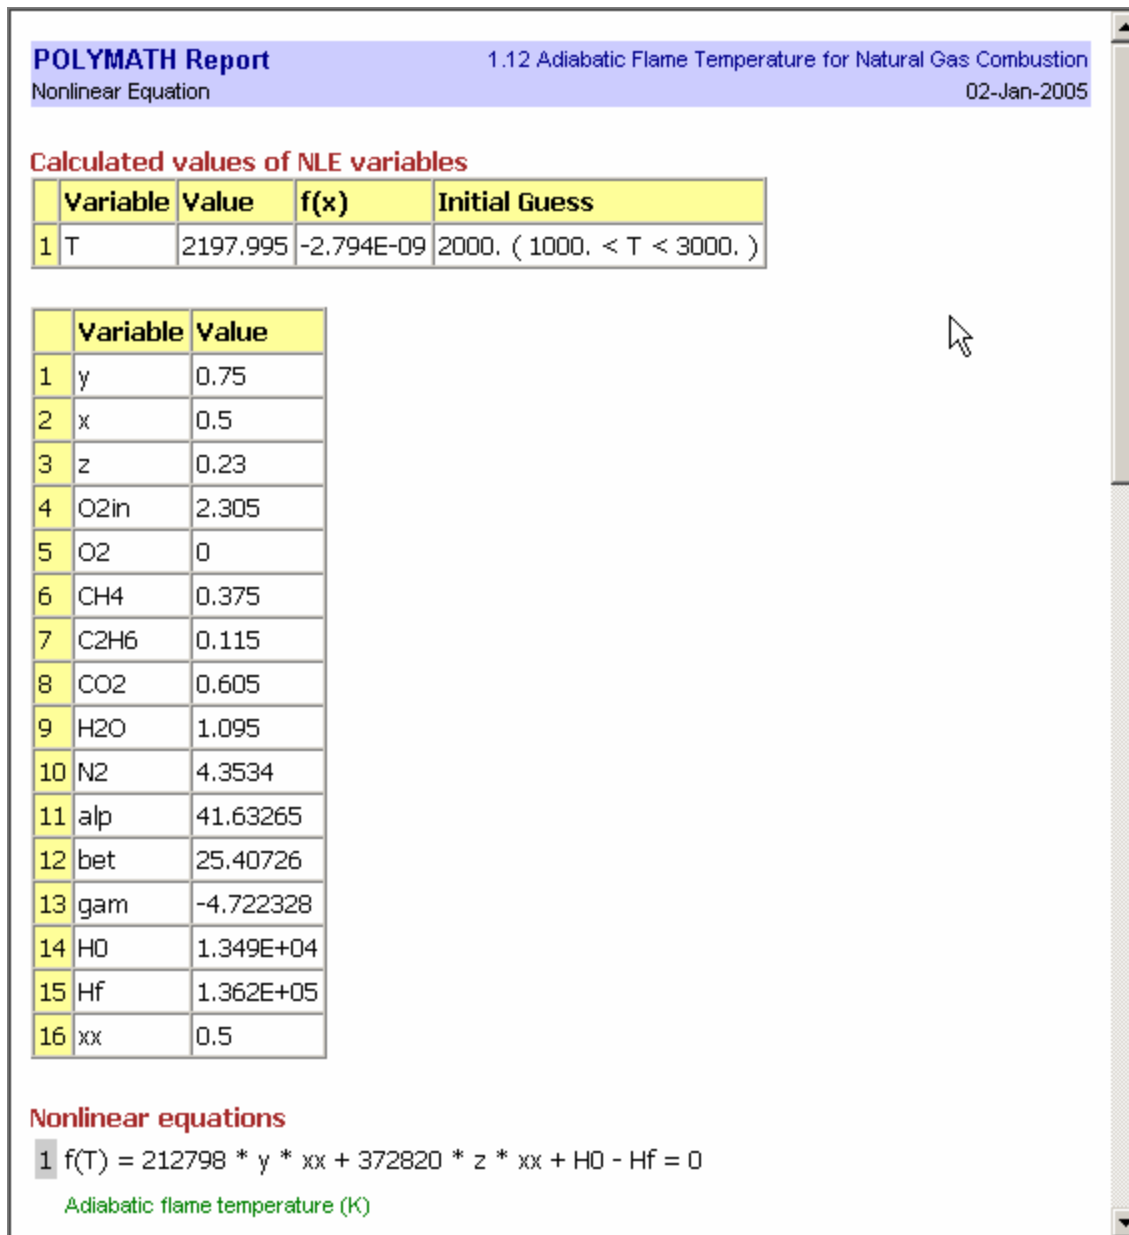 POLYMATH Report 1.12 Adiabatic Flame Temperature for Natural Gas Combustion
Nonlinear Equation 02-Jan-2005
Calculated values of NLE variables
Variable Value f(x) Initial Guess
1 T 2197.995 -2.794E-09 2000. ( 1000. < T < 3000. )
Variable Value
1 y 0.75
2 x 0.5
3 z 0.23
4 O2in 2.305
5 O2 0
6 CH4 0.375
7 C2H6 0.115
8 CO2 0.605
9 H2O 1.095
10 N2 4.3534
11 alp 41.63265
12 bet 25.40726
13 gam -4.722328
14 H0 1.349E+04
15 Hf 1.362E+05
16 xx 0.5
Nonlinear equations
1 f(T) = 212798 * y * xx + 372820 * z * xx + H0 - Hf = 0
Adiabatic flame temperature (K)